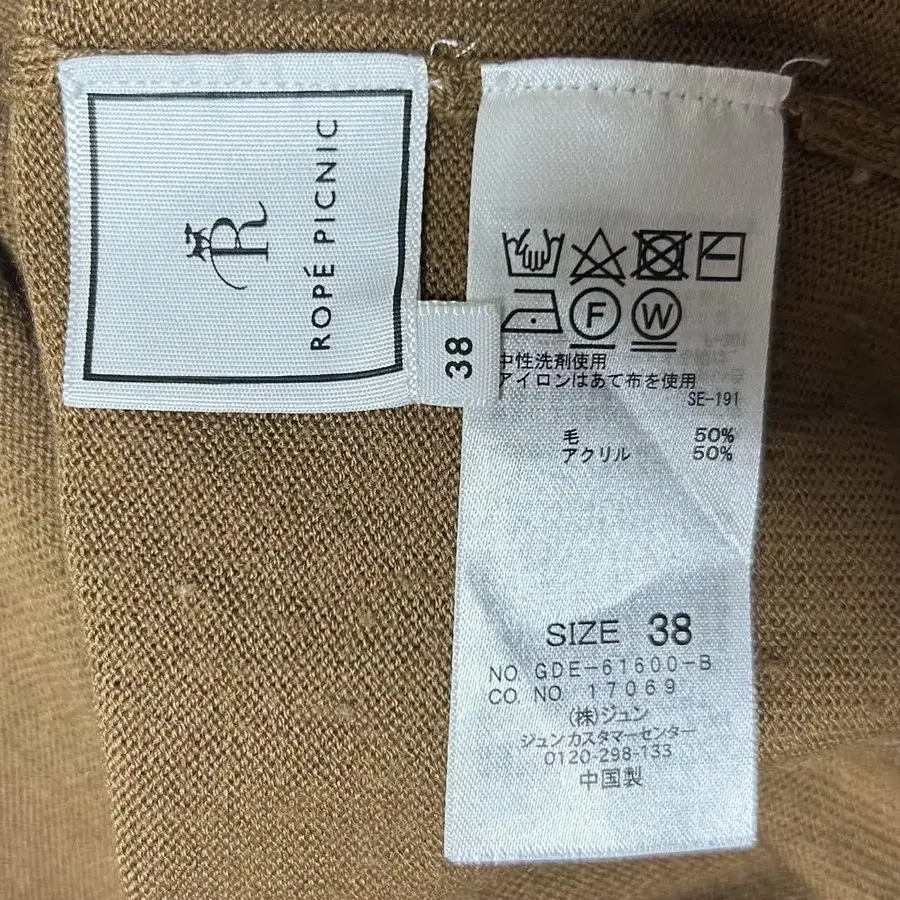 R
ROPÉ PICNIC
38
F
W
中性洗剤使用
アイロンはあて布を使用
SE-191
毛 50%
アクリル 50%
SIZE 38
NO. GDE-61600-B
CO. NO. 17069
(株)ジュン
ジュンカスタマーセンター
0120-298-133
中国製